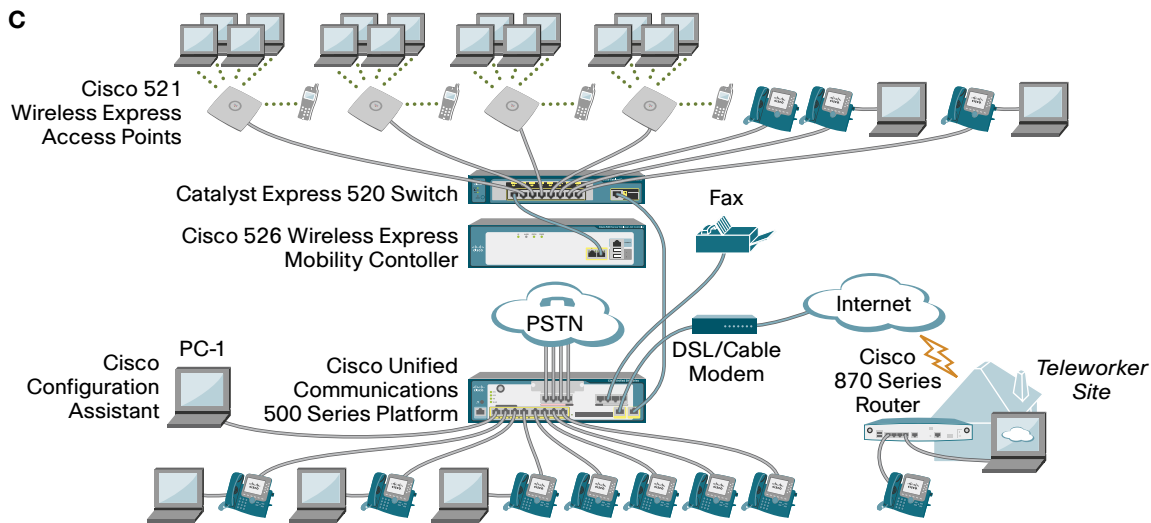 C
Cisco 521
Wireless Express
Access Points
Catalyst Express 520 Switch
Cisco 526 Wireless Express
Mobility Contoller
Fax
PSTN
Internet
DSL/Cable
Modem
Cisco
870 Series
Router
Teleworker
Site
Cisco
Configuration
Assistant
PC-1
Cisco Unified
Communications
500 Series Platform